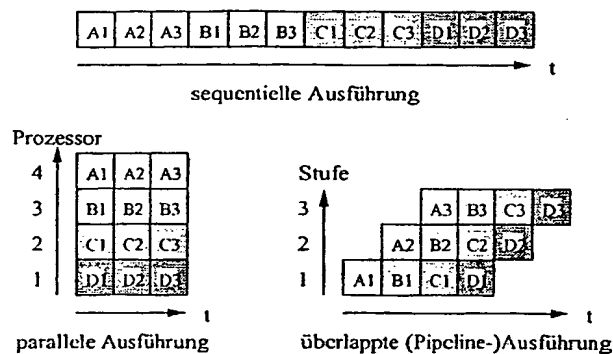 A1 A2 A3 B1 B2 B3 C1 C2 C3 D1 D2 D3
t
sequentielle Ausführung
Prozessor
4 A1 A2 A3
3 B1 B2 B3
2 C1 C2 C3
1 D1 D2 D3
t
parallele Ausführung
Stufe
3 A3 B3 C3 D3
2 A2 B2 C2 D2
1 A1 B1 C1 D1
t
überlappte (Pipeline-)Ausführung